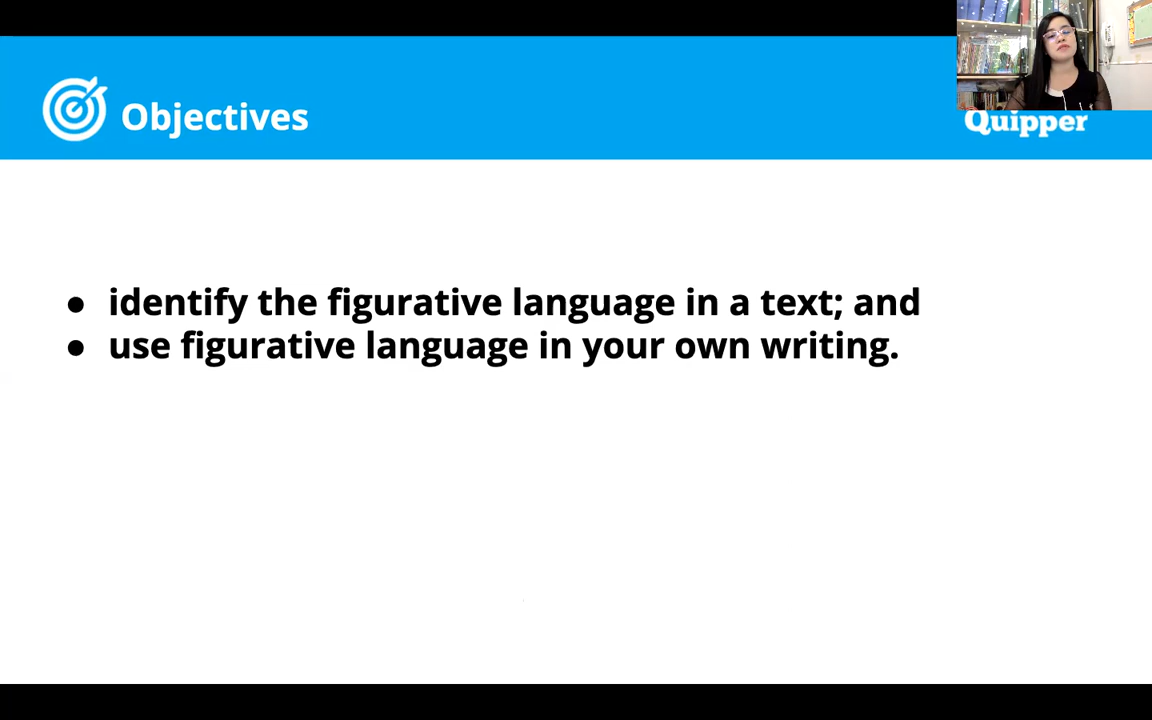 Objectives
Quipper
● identify the figurative language in a text; and
● use figurative language in your own writing.